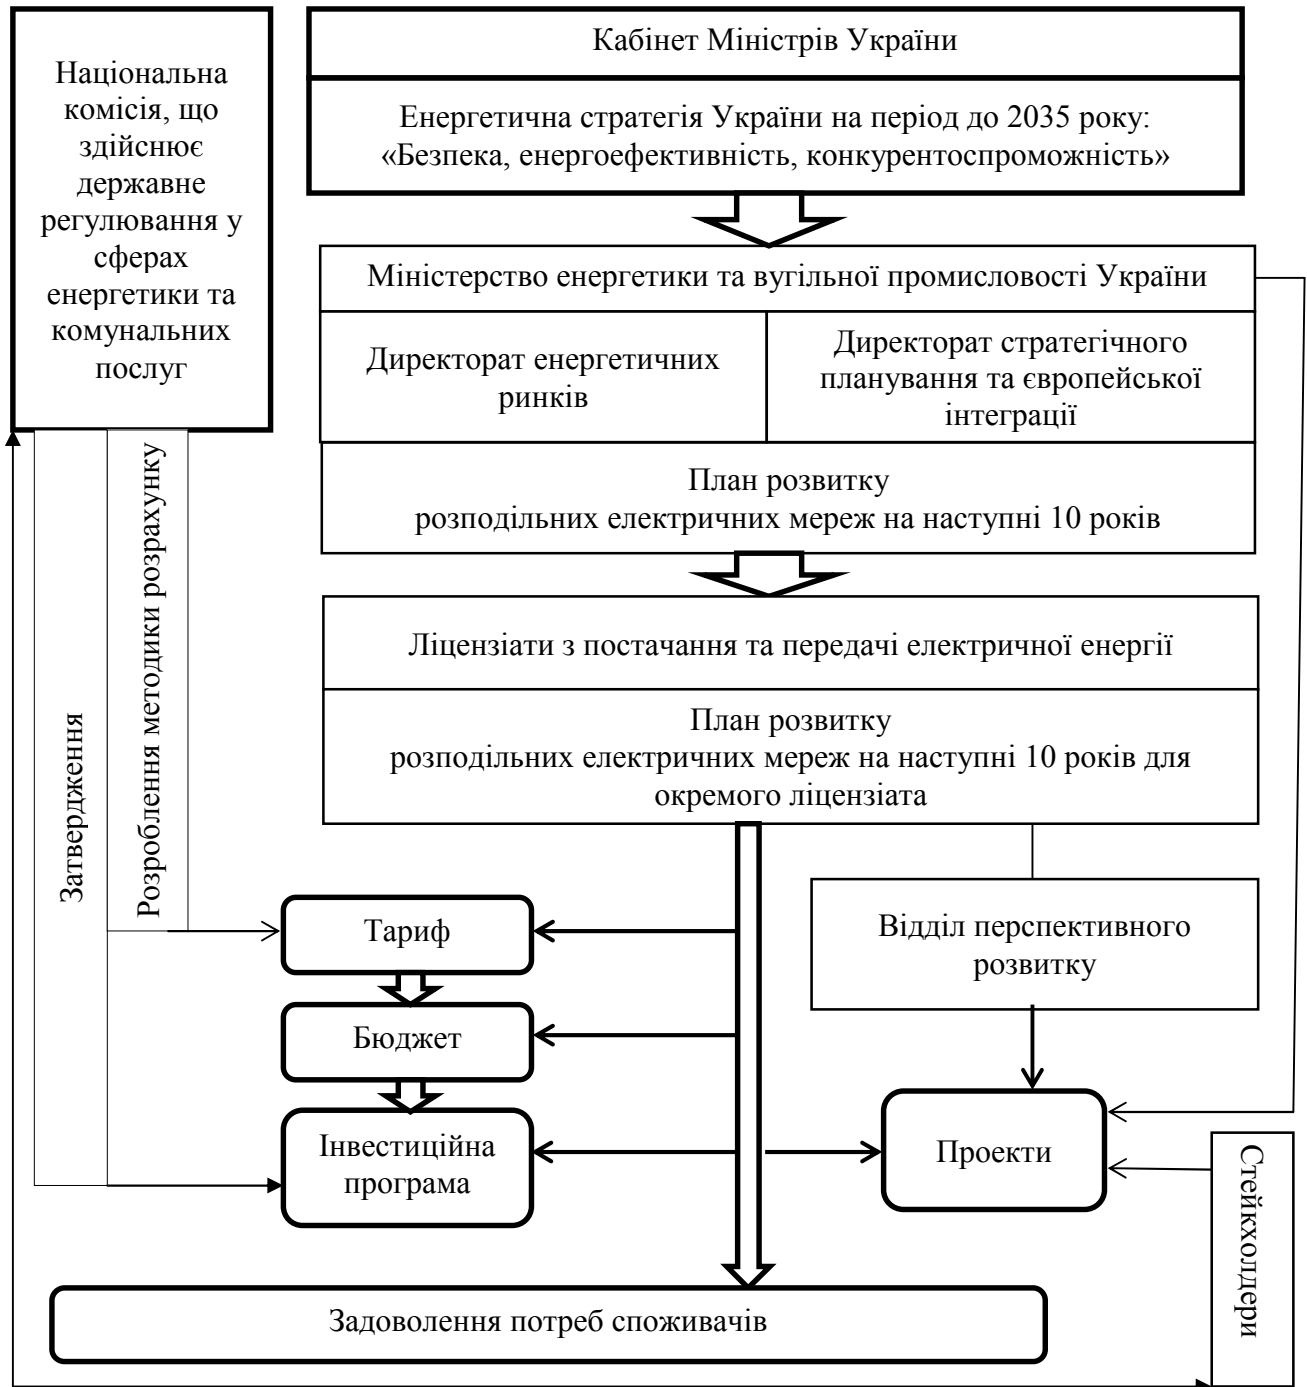 Національна
комісія, що
здійснює
державне
регулювання у
сферах
енергетики та
комунальних
послуг
Кабінет Міністрів України
Енергетична стратегія України на період до 2035 року:
«Безпека, енергоефективність, конкурентоспроможність»
Міністерство енергетики та вугільної промисловості України
Директорат енергетичних
ринків
Директорат стратегічного
планування та європейської
інтеграції
План розвитку
розподільних електричних мереж на наступні 10 років
Ліцензіати з постачання та передачі електричної енергії
План розвитку
розподільних електричних мереж на наступні 10 років для
окремого ліцензіата
Затвердження
Розроблення методики розрахунку
Тариф
Бюджет
Інвестиційна
програма
Відділ перспективного
розвитку
Проекти
Стейкхолдери
Задоволення потреб споживачів